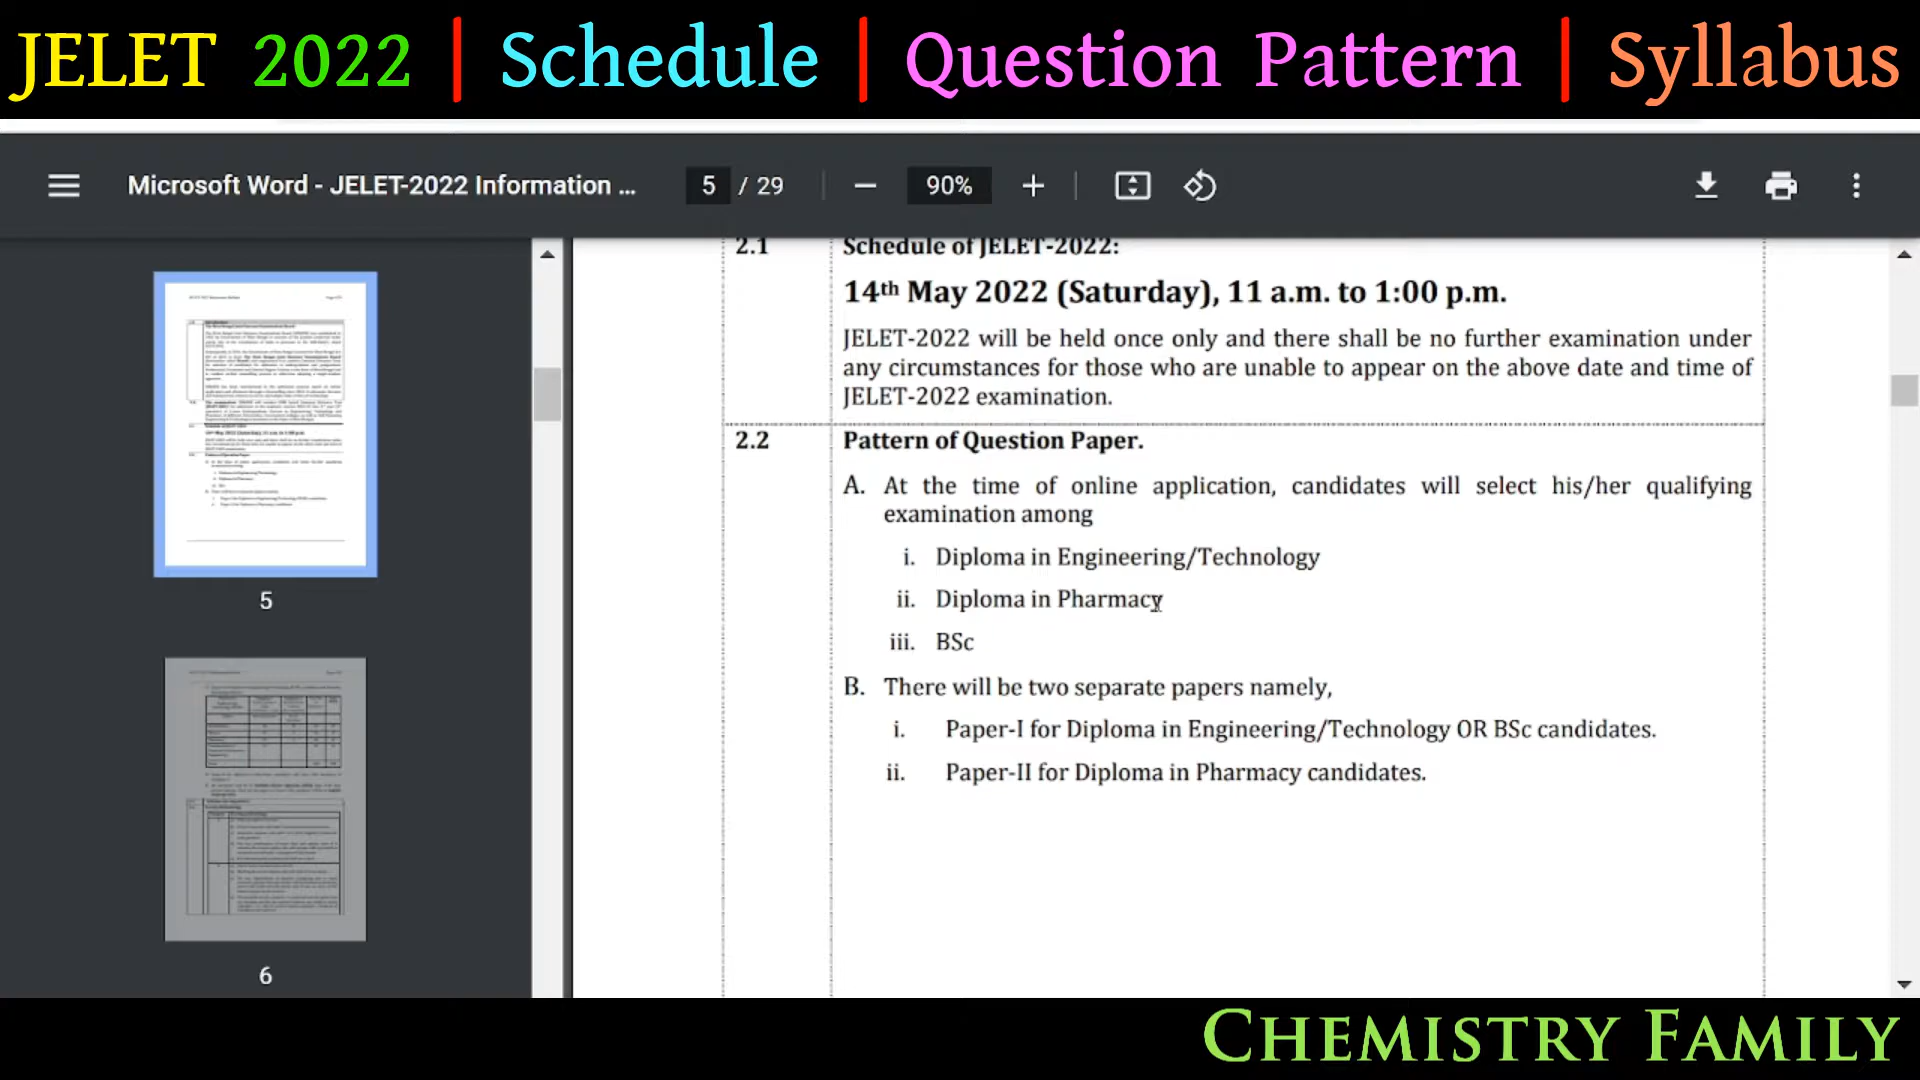 JELET 2022 | Schedule | Question Pattern | Syllabus
Microsoft Word - JELET-2022 Information ...
5 / 29
90%
5
6
2.1 Schedule of JELET-2022:
14th May 2022 (Saturday), 11 a.m. to 1:00 p.m.
JELET-2022 will be held once only and there shall be no further examination under
any circumstances for those who are unable to appear on the above date and time of
JELET-2022 examination.
2.2 Pattern of Question Paper.
A. At the time of online application, candidates will select his/her qualifying
examination among
i. Diploma in Engineering/Technology
ii. Diploma in Pharmacy
iii. BSc
B. There will be two separate papers namely,
i. Paper-I for Diploma in Engineering/Technology OR BSc candidates.
ii. Paper-II for Diploma in Pharmacy candidates.
CHEMISTRY FAMILY